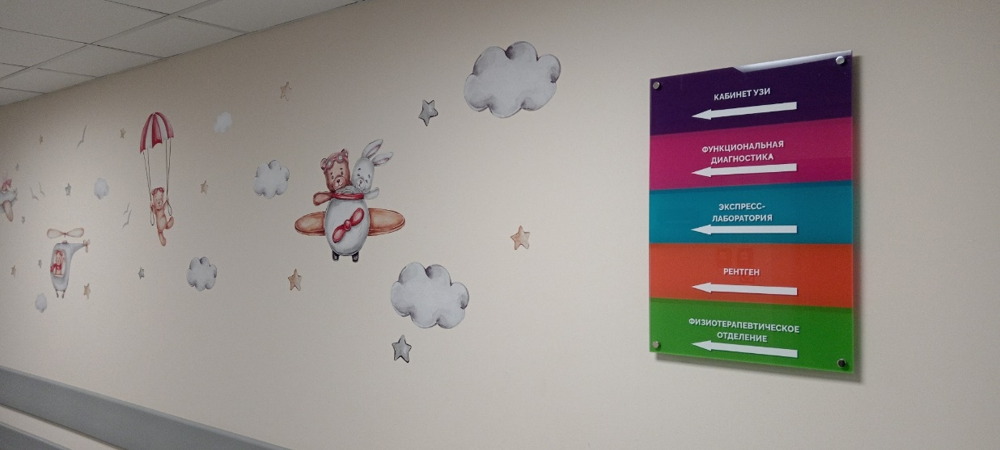 КАБИНЕТ УЗИ
ФУНКЦИОНАЛЬНАЯ
ДИАГНОСТИКА
ЭКСПРЕСС-
ЛАБОРАТОРИЯ
РЕНТГЕН
ФИЗИОТЕРАПЕВТИЧЕСКОЕ
ОТДЕЛЕНИЕ